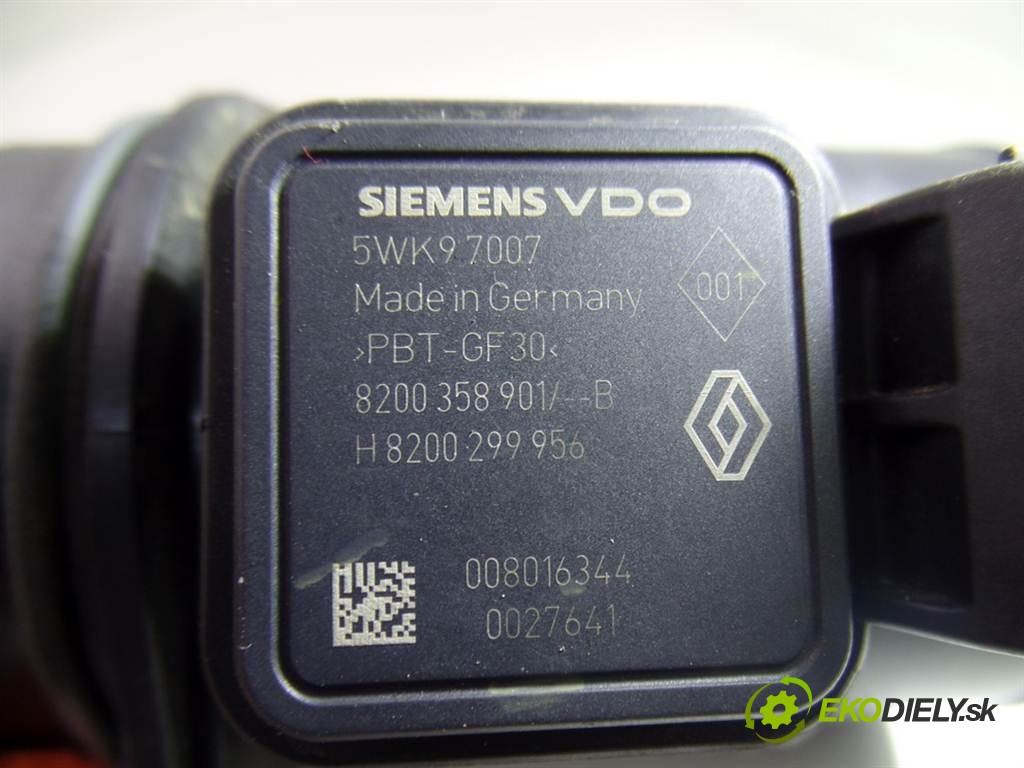 SIEMENS VDO
5WK9 7007
Made in Germany
001
>PBT-GF30<
8200 358 901/--B
H 8200 299 956
008016344
0027641
EKODIELY.sk